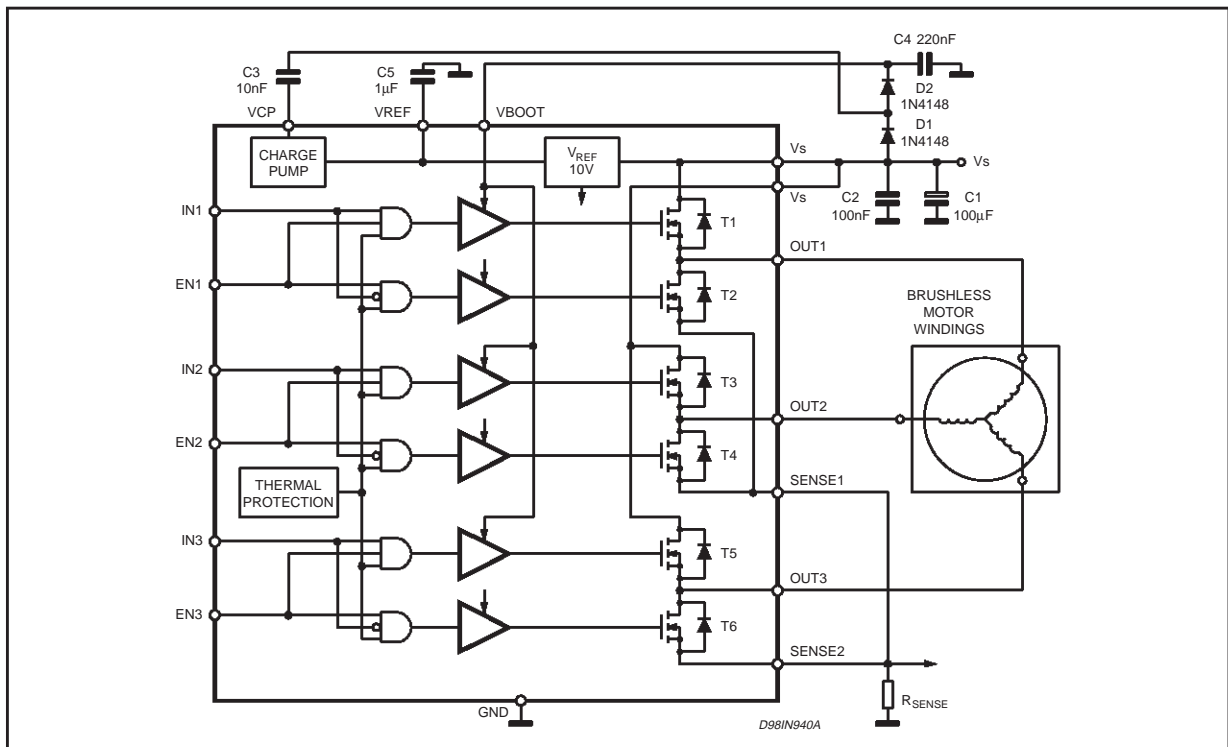 C4 220nF
C3
10nF
C5
1µF
D2
1N4148
VCP
VREF
VBOOT
D1
1N4148
CHARGE
PUMP
VREF
10V
Vs
Vs
Vs
C2
100nF
C1
100µF
IN1
T1
OUT1
EN1
T2
BRUSHLESS
MOTOR
WINDINGS
IN2
T3
OUT2
EN2
T4
THERMAL
PROTECTION
SENSE1
IN3
T5
OUT3
EN3
T6
SENSE2
RSENSE
GND
D98IN940A